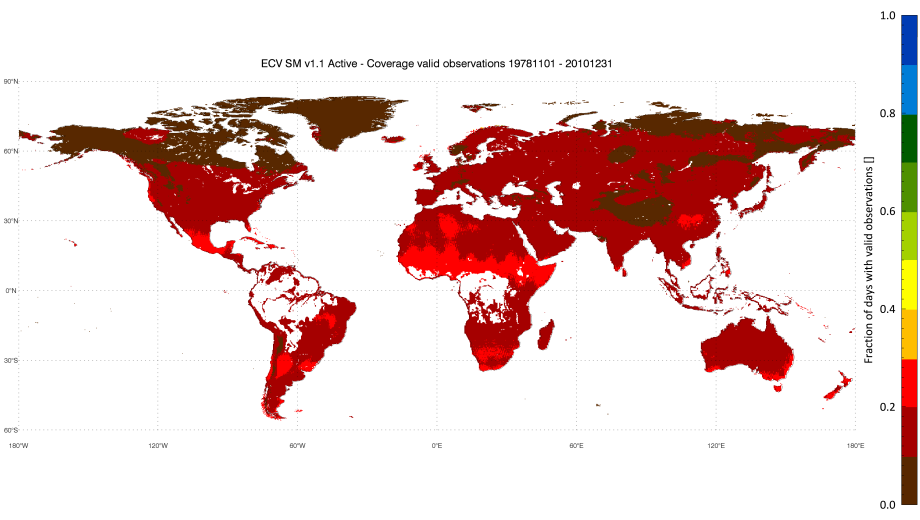 ECV SM v1.1 Active - Coverage valid observations 19781101 - 20101231
90°N
60°N
30°N
0°N
30°S
60°S
180°W
120°W
60°W
0°E
60°E
120°E
180°E
1.0
0.8
0.6
0.4
0.2
0.0
Fraction of days with valid observations []